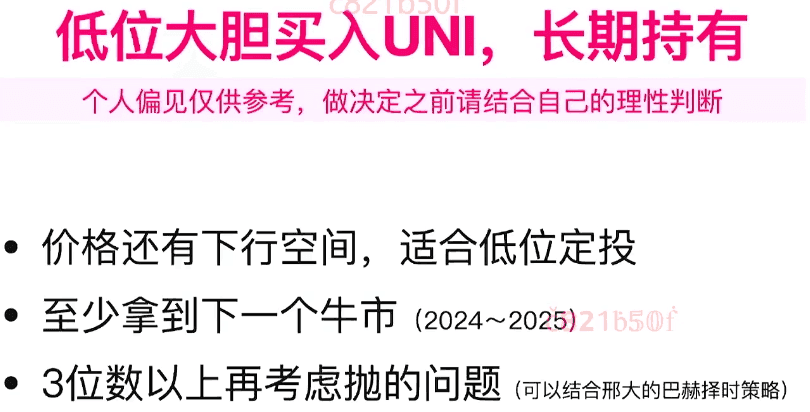 c821b50f
低位大胆买入UNI，长期持有
个人偏见仅供参考，做决定之前请结合自己的理性判断
• 价格还有下行空间，适合低位定投
• 至少拿到下一个牛市（2024～2025） c821b50f
• 3位数以上再考虑抛的问题（可以结合邢大的巴赫择时策略）